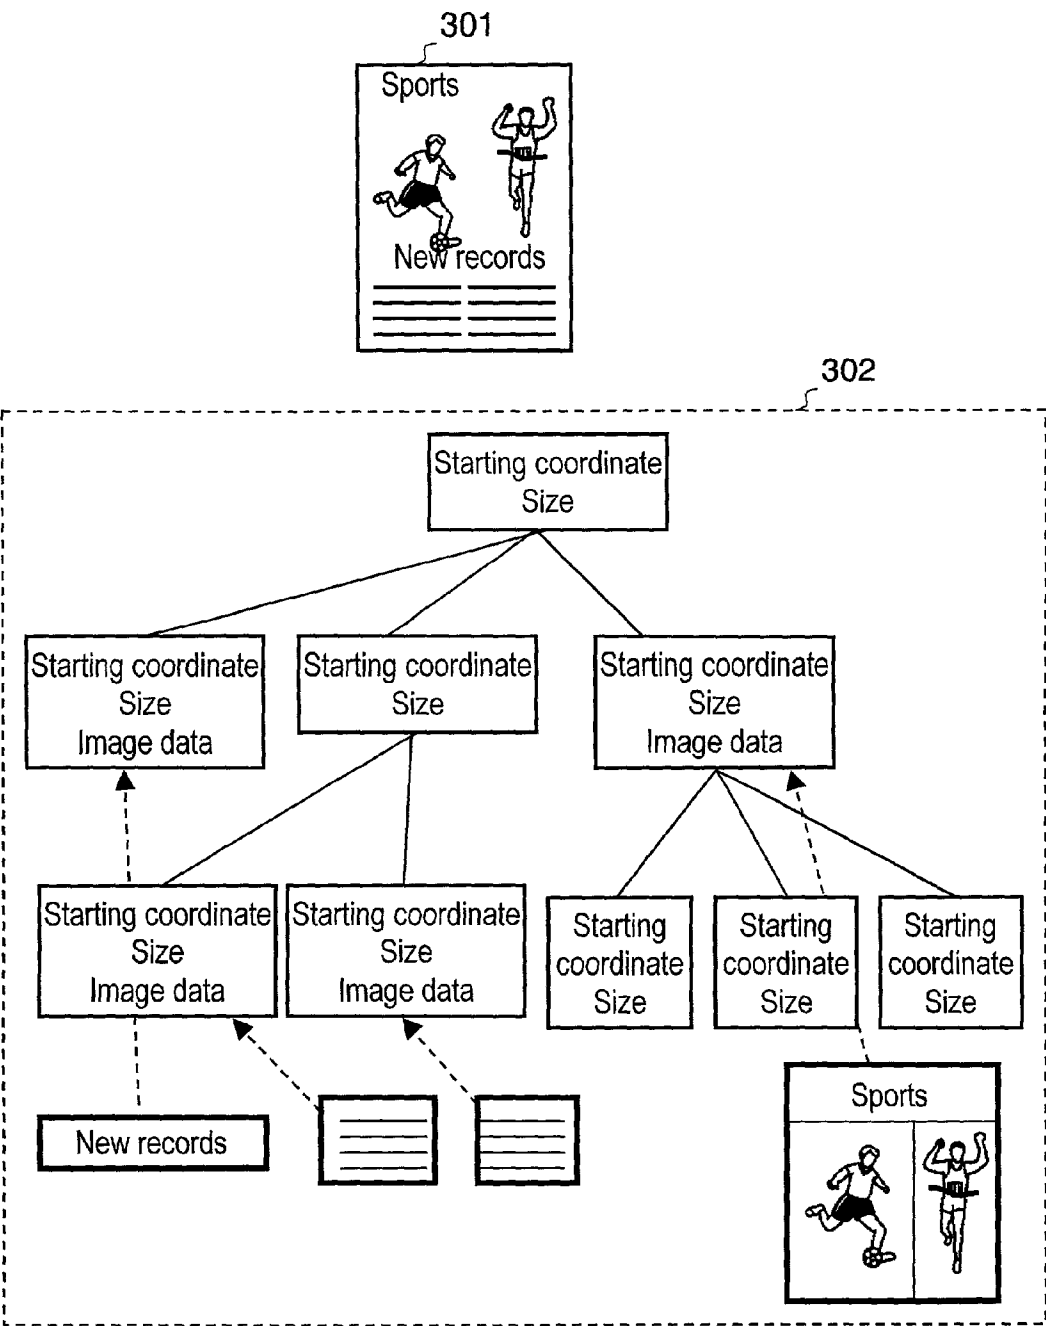 301
Sports
New records
302
Starting coordinate
Size
Starting coordinate
Size
Image data
Starting coordinate
Size
Starting coordinate
Size
Image data
Starting coordinate
Size
Image data
Starting coordinate
Size
Image data
Starting
coordinate
Size
Starting
coordinate
Size
Starting
coordinate
Size
New records
Sports